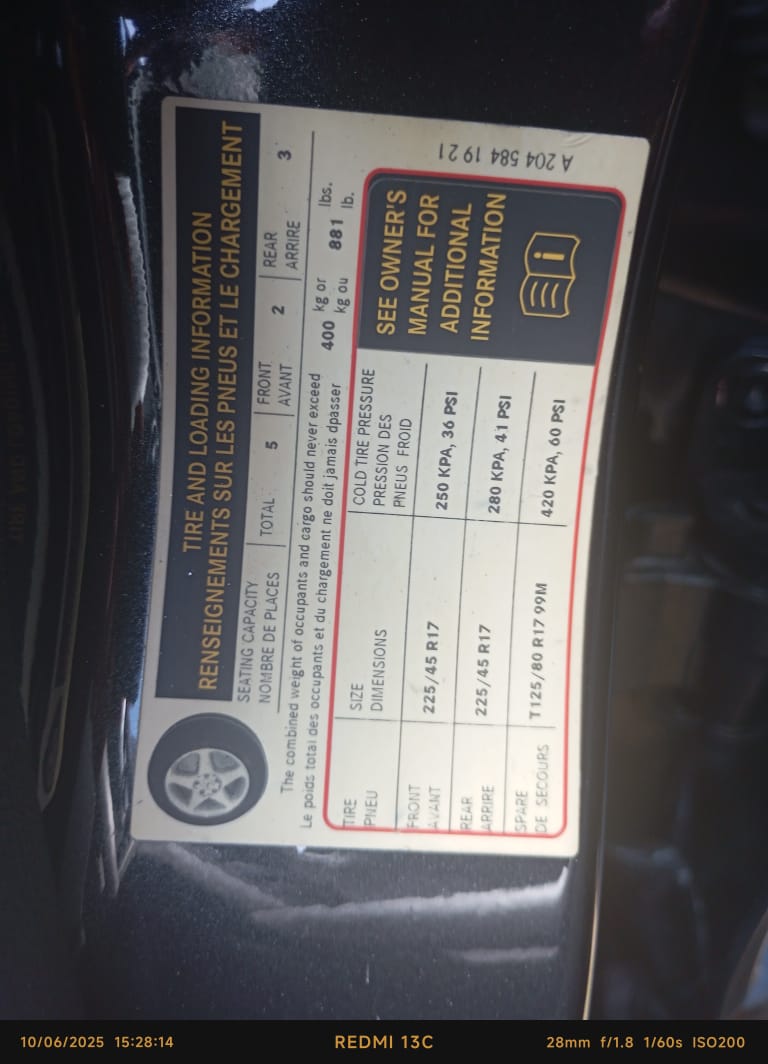 TIRE AND LOADING INFORMATION
RENSEIGNEMENTS SUR LES PNEUS ET LE CHARGEMENT
SEATING CAPACITY
NOMBRE DE PLACES
TOTAL 5
FRONT
AVANT
2
REAR
ARRIRE
3
The combined weight of occupants and cargo should never exceed 400 kg or 881 lbs.
Le poids total des occupants et du chargement ne doit jamais dpasser kg ou lb.
TIRE
PNEU
SIZE
DIMENSIONS
COLD TIRE PRESSURE
PRESSION DES
PNEUS FROID
FRONT
AVANT
225/45 R17
250 KPA, 36 PSI
REAR
ARRIRE
225/45 R17
280 KPA, 41 PSI
SPARE
DE SECOURS
T125/80 R17 99M
420 KPA, 60 PSI
SEE OWNER'S
MANUAL FOR
ADDITIONAL
INFORMATION
i
A 204 584 19 21
10/06/2025 15:28:14
REDMI 13C
28mm f/1.8 1/60s ISO200